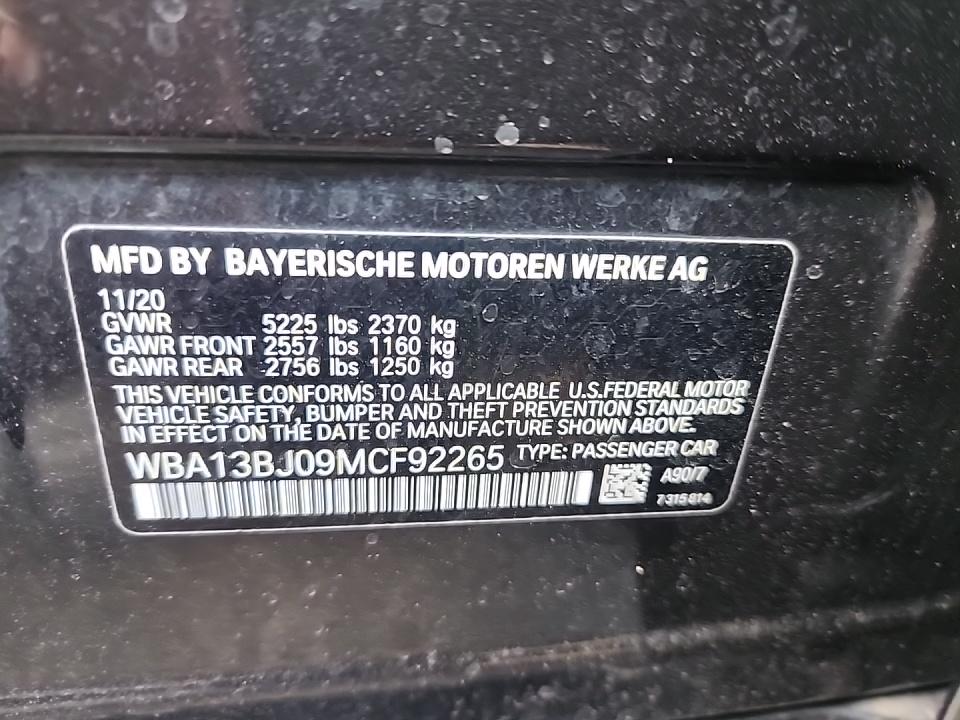 MFD BY BAYERISCHE MOTOREN WERKE AG
11/20
GVWR 5225 lbs 2370 kg
GAWR FRONT 2557 lbs 1160 kg
GAWR REAR 2756 lbs 1250 kg
THIS VEHICLE CONFORMS TO ALL APPLICABLE U.S.FEDERAL MOTOR
VEHICLE SAFETY, BUMPER AND THEFT PREVENTION STANDARDS
IN EFFECT ON THE DATE OF MANUFACTURE SHOWN ABOVE.
WBA13BJ09MCF92265 TYPE: PASSENGER CAR
A90/7
7315814